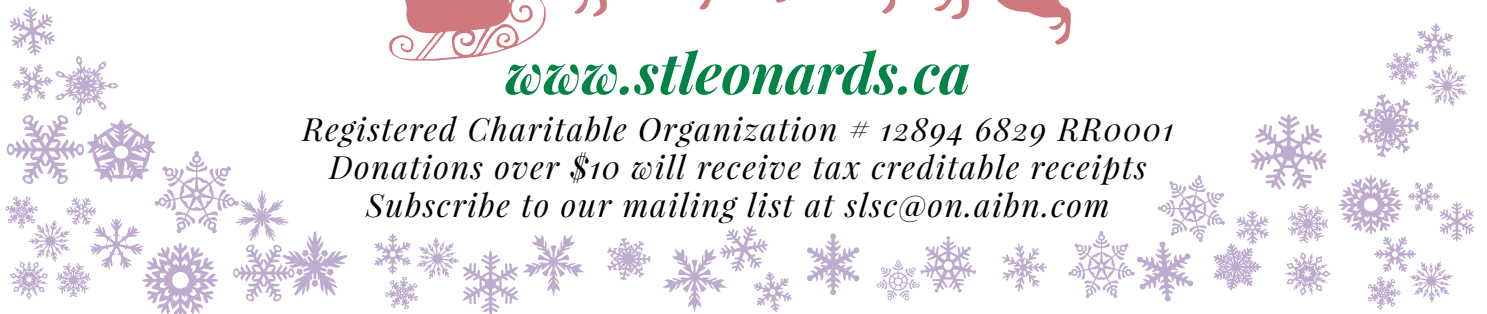 www.stleonards.ca
Registered Charitable Organization # 12894 6829 RR0001
Donations over $10 will receive tax creditable receipts
Subscribe to our mailing list at slsc@on.aibn.com